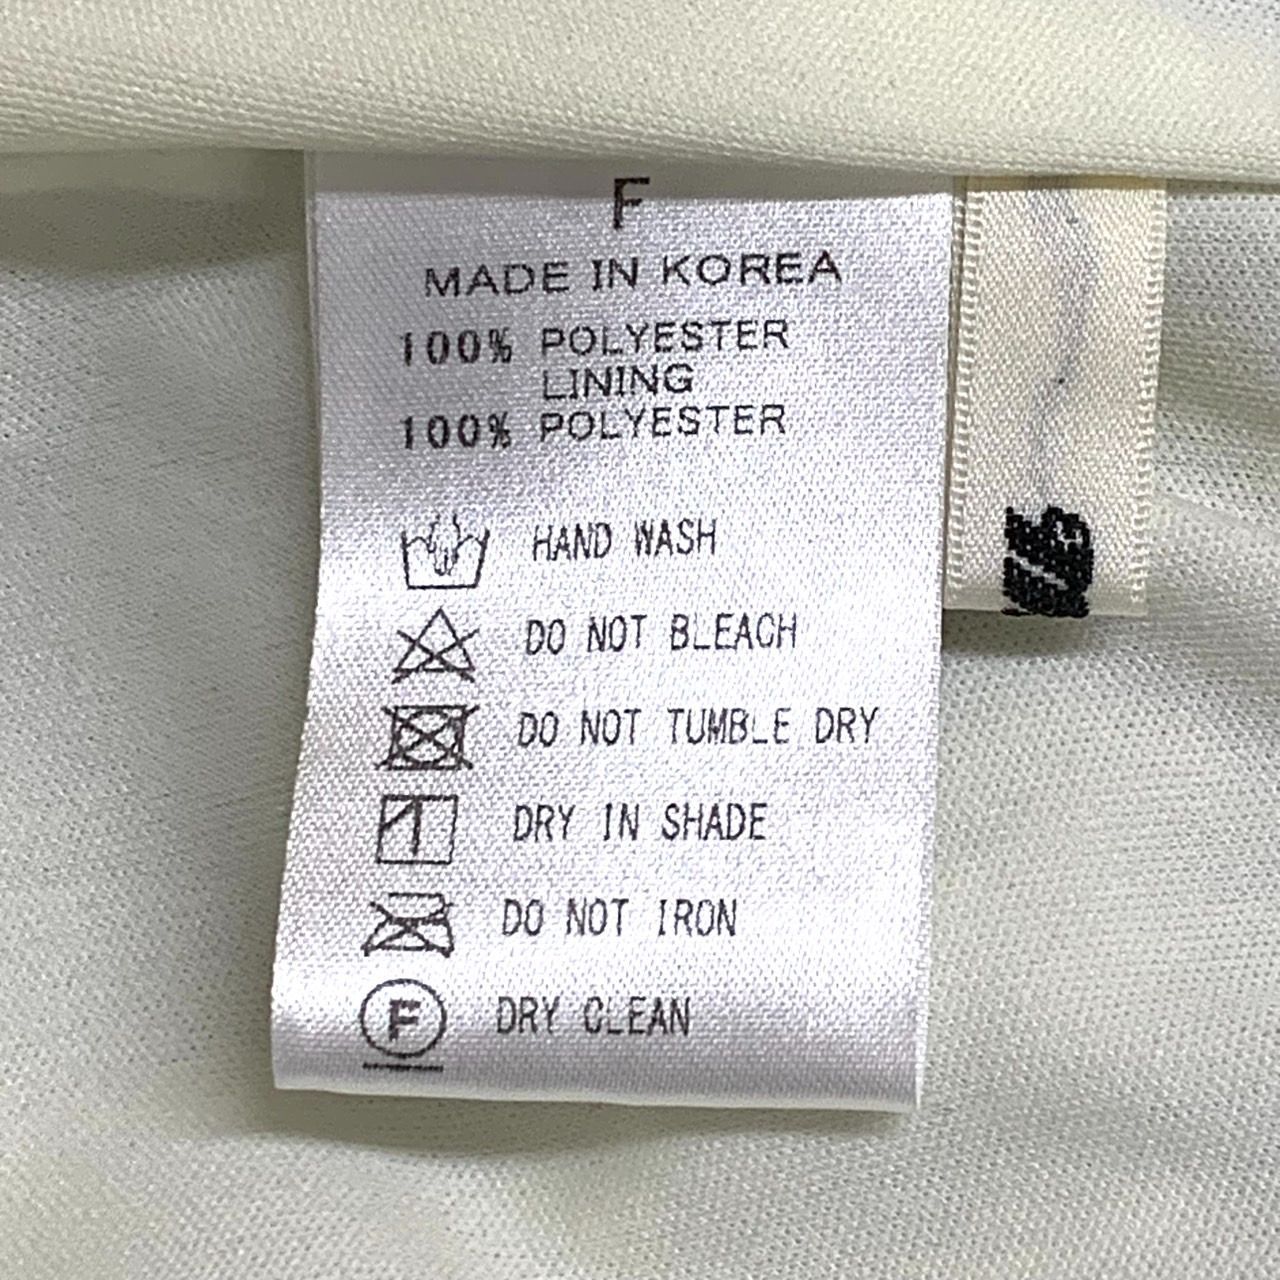 F
MADE IN KOREA
100% POLYESTER
LINING
100% POLYESTER
HAND WASH
DO NOT BLEACH
DO NOT TUMBLE DRY
DRY IN SHADE
DO NOT IRON
F DRY CLEAN